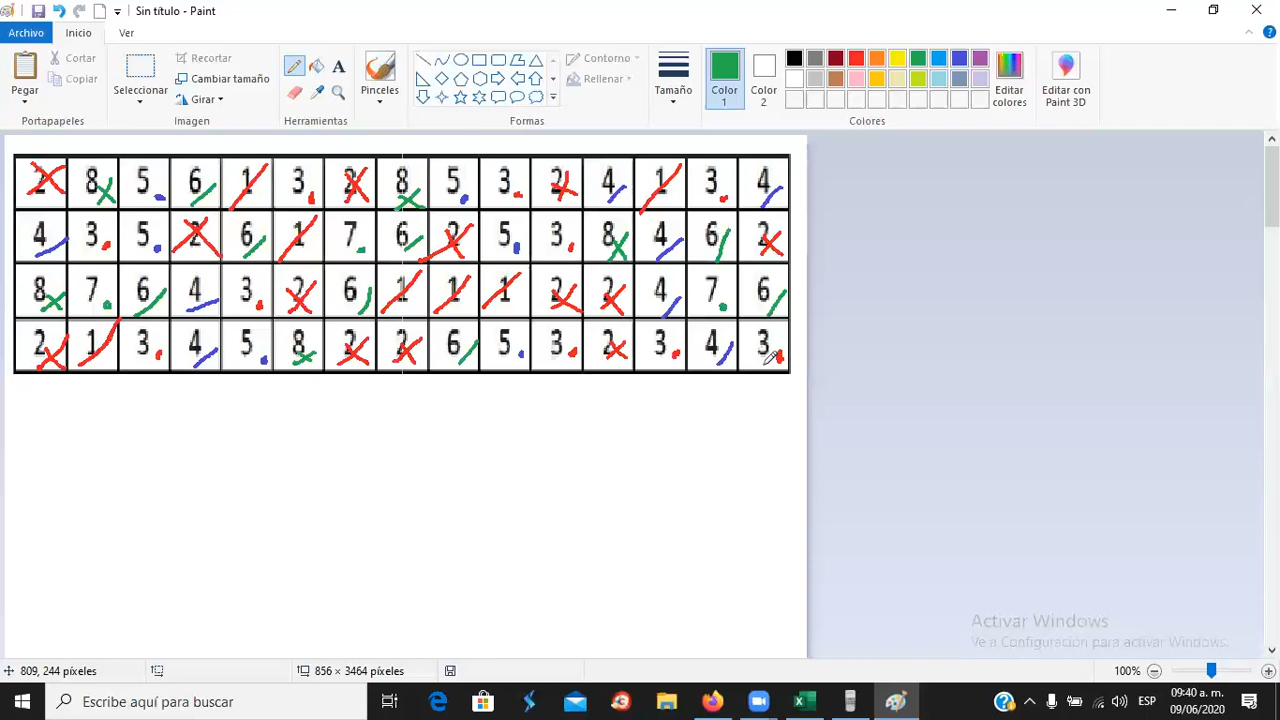 Sin título - Paint
Archivo Inicio Ver
Pegar
Cortar
Copiar
Portapapeles
Seleccionar
Recortar
Cambiar tamaño
Girar
Imagen
A
Herramientas
Pinceles
Contorno
Rellenar
Formas
Tamaño
Color 1
Color 2
Editar colores
Colores
Editar con Paint 3D
2 8 5 6 1 3 2 8 5 3 2 4 1 3 4
4 3 5 2 6 1 7 6 2 5 3 8 4 6 2
8 7 6 4 3 2 6 1 1 1 2 2 4 7 6
2 1 3 4 5 8 2 2 6 5 3 2 3 4 3
Activar Windows
Ve a Configuración para activar Windows.
809, 244 píxeles 856 × 3464 píxeles 100%
Escribe aquí para buscar
ESP
09:40 a. m.
09/06/2020